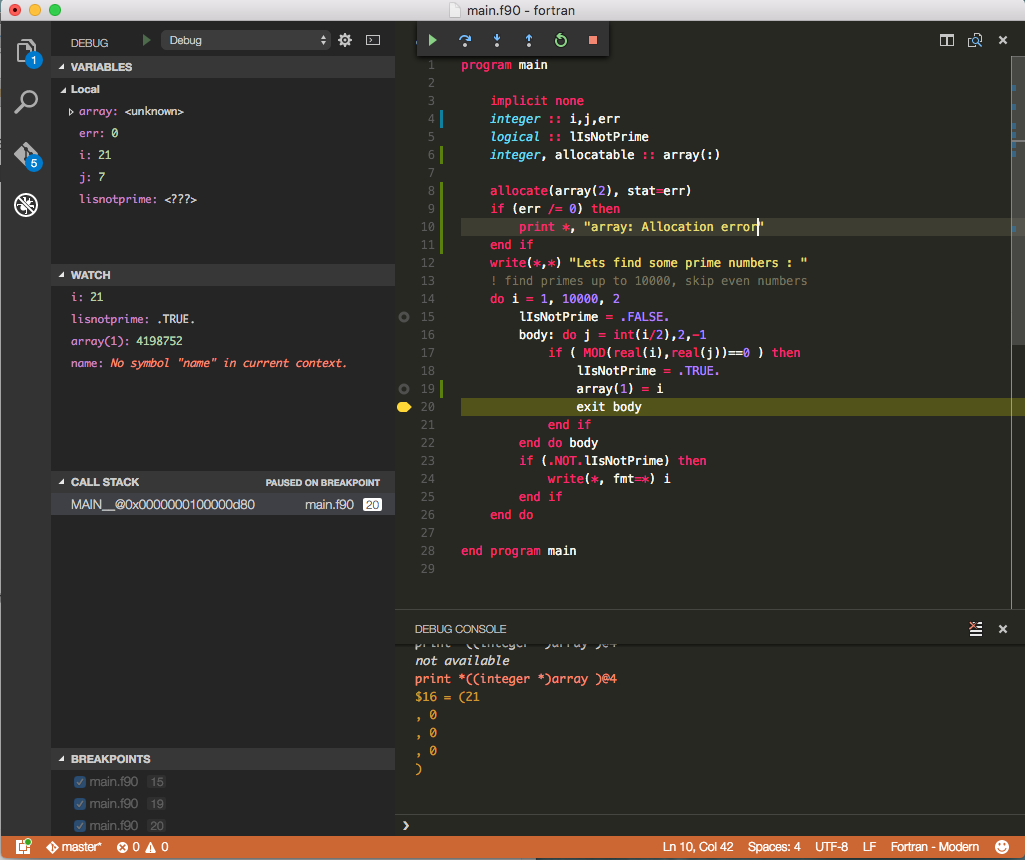 main.f90 - fortran
1
5
DEBUG Debug
VARIABLES
Local
array: <unknown>
err: 0
i: 21
j: 7
lisnotprime: <???>
WATCH
i: 21
lisnotprime: .TRUE.
array(1): 4198752
name: No symbol "name" in current context.
CALL STACK PAUSED ON BREAKPOINT
MAIN__@0x0000000100000d80 main.f90 20
BREAKPOINTS
main.f90 15
main.f90 19
main.f90 20
1 program main
2
3 implicit none
4 integer :: i,j,err
5 logical :: lIsNotPrime
6 integer, allocatable :: array(:)
7
8 allocate(array(2), stat=err)
9 if (err /= 0) then
10 print *, "array: Allocation error"
11 end if
12 write(*,*) "Lets find some prime numbers : "
13 ! find primes up to 10000, skip even numbers
14 do i = 1, 10000, 2
15 lIsNotPrime = .FALSE.
16 body: do j = int(i/2),2,-1
17 if ( MOD(real(i),real(j))==0 ) then
18 lIsNotPrime = .TRUE.
19 array(1) = i
20 exit body
21 end if
22 end do body
23 if (.NOT.lIsNotPrime) then
24 write(*, fmt=*) i
25 end if
26 end do
27
28 end program main
29
DEBUG CONSOLE
print *((integer *)array )@4
not available
print *((integer *)array )@4
$16 = (21
, 0
, 0
, 0
)
master* 0 0 Ln 10, Col 42 Spaces: 4 UTF-8 LF Fortran - Modern